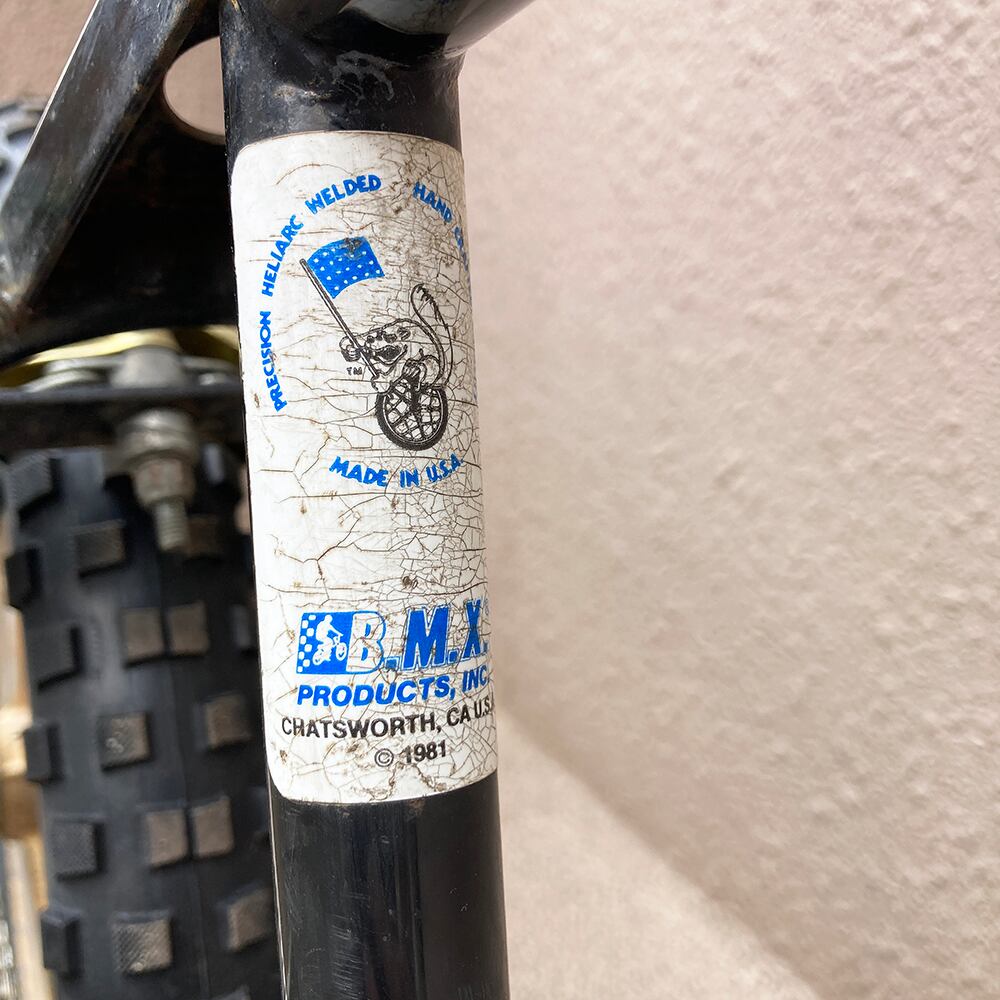 PRECISION HELIARC WELDED HAND
TM
MADE IN U.S.A.
B.M.X.
PRODUCTS, INC.
CHATSWORTH, CA U.S.A
© 1981